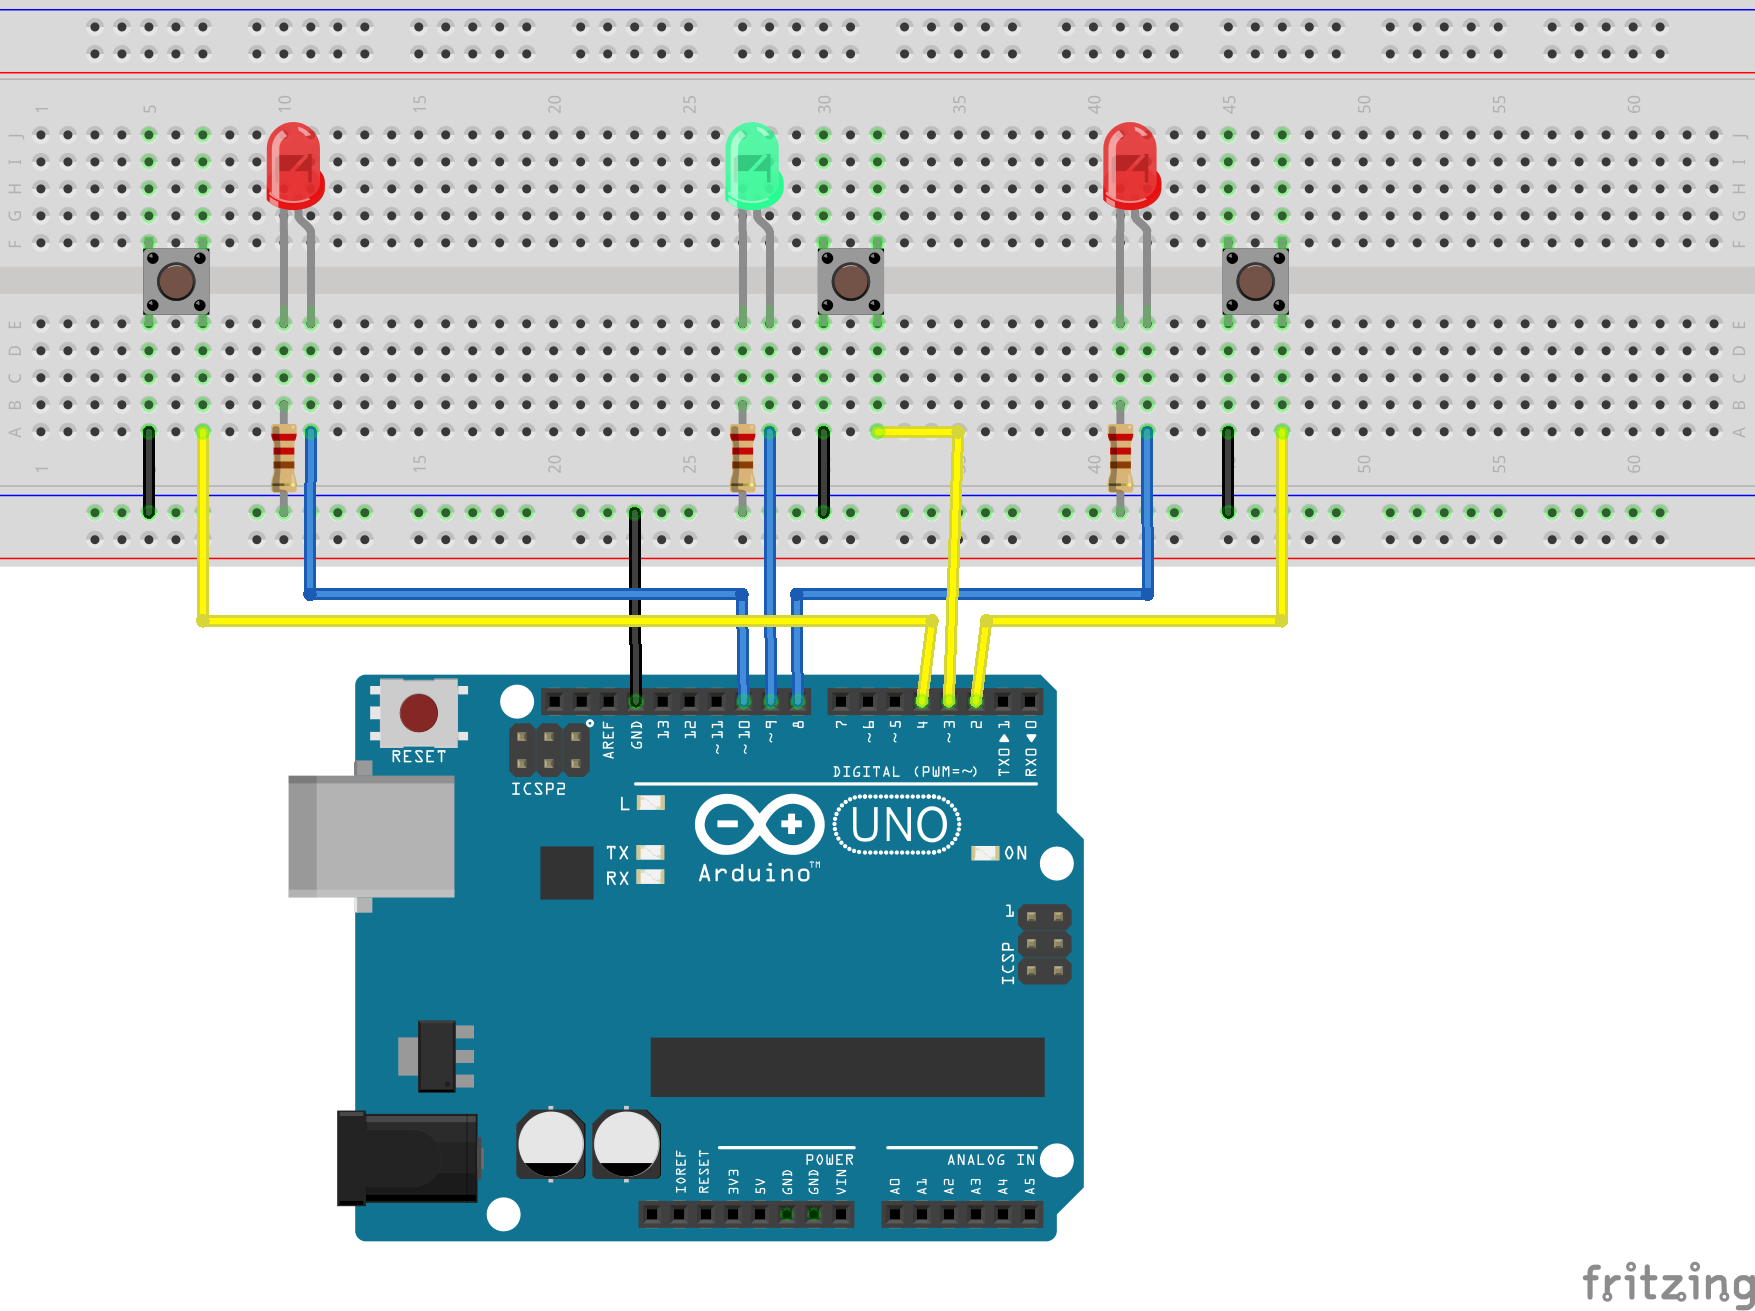 1 5 10 15 20 25 30 35 40 45 50 55 60
J J
I I
H H
G G
F F
E E
D D
C C
B B
A A
1 15 20 25 35 40 50 55 60
RESET
ICSP2
AREF GND 13 12 ~11 ~10 ~9 8 7 ~6 ~5 4 ~3 2 TX0▶1 RX0◀0
DIGITAL (PWM=~)
L
TX
RX
UNO
Arduino™
ON
1
ICSP
POWER
ANALOG IN
IOREF RESET 3V3 5V GND GND VIN A0 A1 A2 A3 A4 A5
fritzing